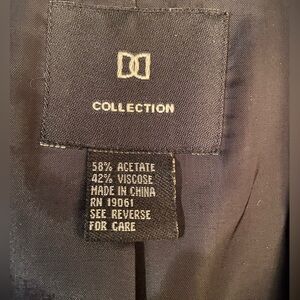 COLLECTION
58% ACETATE
42% VISCOSE
MADE IN CHINA
RN 19061
SEE REVERSE
FOR CARE